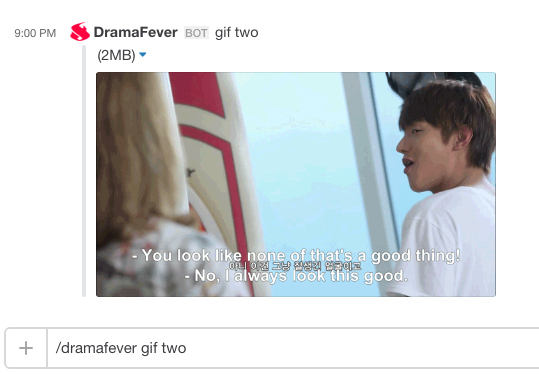 9:00 PM DramaFever BOT gif two
(2MB)
- You look like none of that's a good thing!
아니 이건 그냥 잘생긴 얼굴이고
- No, I always look this good.
/dramafever gif two